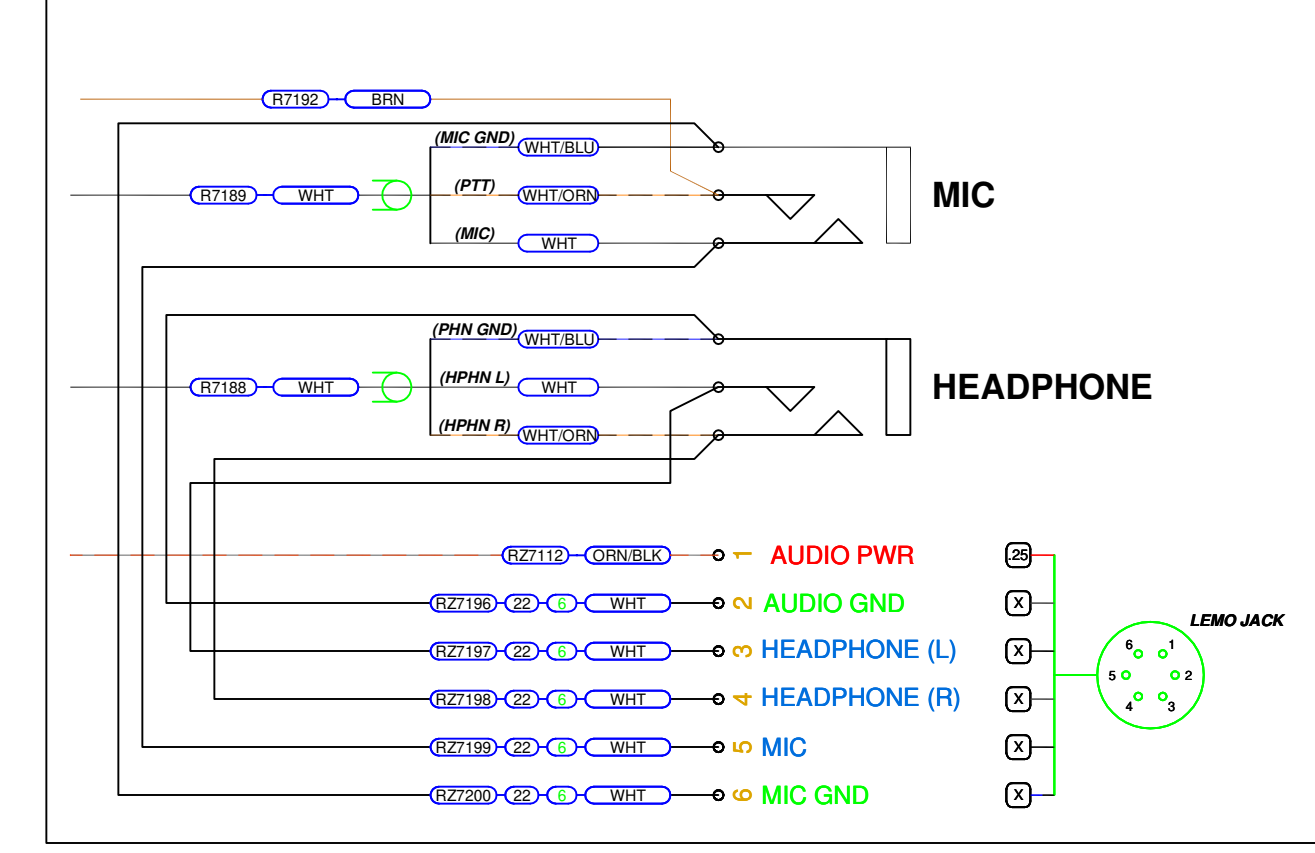 R7192 BRN
(MIC GND) WHT/BLU
R7189 WHT (PTT) WHT/ORN MIC
(MIC) WHT
(PHN GND) WHT/BLU
R7188 WHT (HPHN L) WHT HEADPHONE
(HPHN R) WHT/ORN
RZ7112 ORN/BLK 1 AUDIO PWR .25
RZ7196 22 6 WHT 2 AUDIO GND X
LEMO JACK
RZ7197 22 6 WHT 3 HEADPHONE (L) X 6 1
5 2
RZ7198 22 6 WHT 4 HEADPHONE (R) X 4 3
RZ7199 22 6 WHT 5 MIC X
RZ7200 22 6 WHT 6 MIC GND X